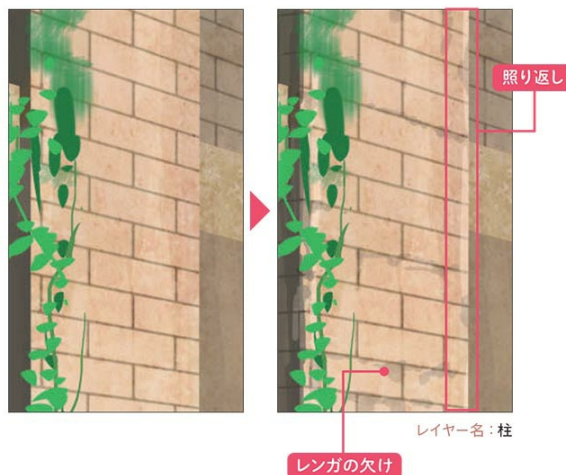 照り返し
レイヤー名：柱
レンガの欠け